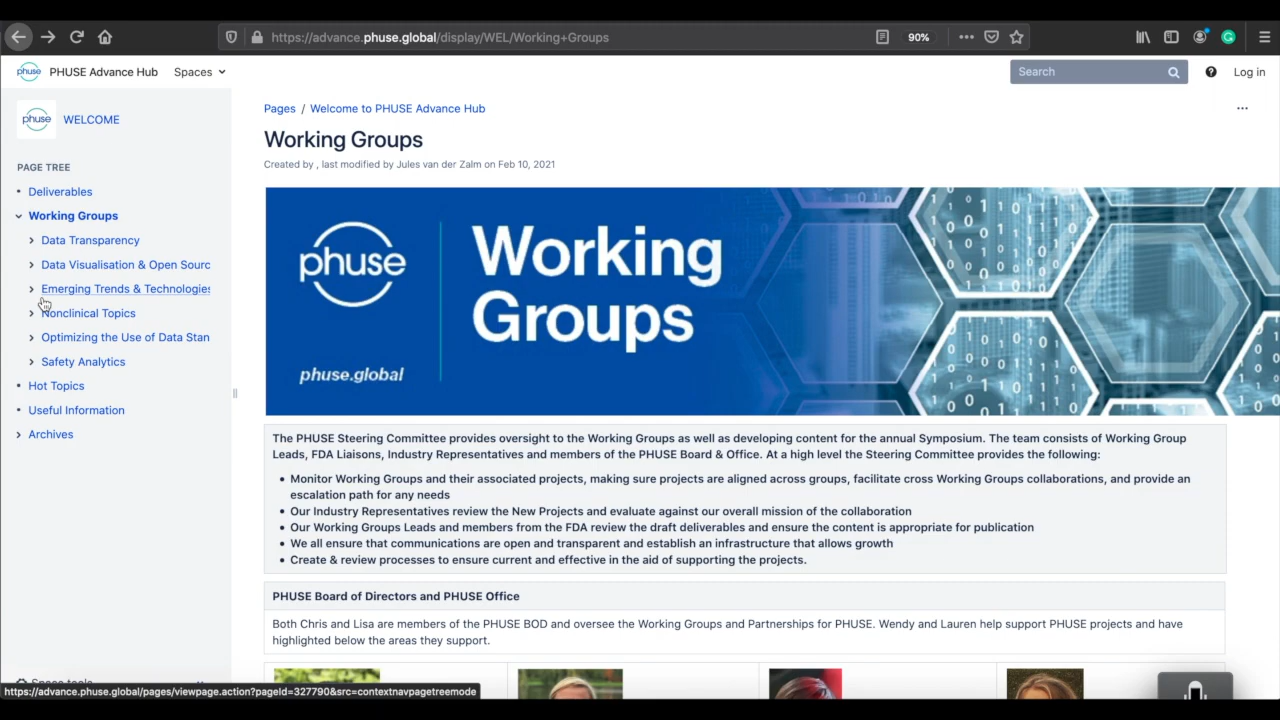 https://advance.phuse.global/display/WEL/Working+Groups
90%
phuse
PHUSE Advance Hub
Spaces
Search
Log in
phuse
WELCOME
PAGE TREE
Deliverables
Working Groups
Data Transparency
Data Visualisation & Open Sourc
Emerging Trends & Technologies
Nonclinical Topics
Optimizing the Use of Data Stan
Safety Analytics
Hot Topics
Useful Information
Archives
Pages / Welcome to PHUSE Advance Hub
Working Groups
Created by , last modified by Jules van der Zalm on Feb 10, 2021
phuse
Working
Groups
phuse.global
The PHUSE Steering Committee provides oversight to the Working Groups as well as developing content for the annual Symposium. The team consists of Working Group
Leads, FDA Liaisons, Industry Representatives and members of the PHUSE Board & Office. At a high level the Steering Committee provides the following:
• Monitor Working Groups and their associated projects, making sure projects are aligned across groups, facilitate cross Working Groups collaborations, and provide an
escalation path for any needs
• Our Industry Representatives review the New Projects and evaluate against our overall mission of the collaboration
• Our Working Groups Leads and members from the FDA review the draft deliverables and ensure the content is appropriate for publication
• We all ensure that communications are open and transparent and establish an infrastructure that allows growth
• Create & review processes to ensure current and effective in the aid of supporting the projects.
PHUSE Board of Directors and PHUSE Office
Both Chris and Lisa are members of the PHUSE BOD and oversee the Working Groups and Partnerships for PHUSE. Wendy and Lauren help support PHUSE projects and have
highlighted below the areas they support.
Space tools
https://advance.phuse.global/pages/viewpage.action?pageId=327790&src=contextnavpagetreemode